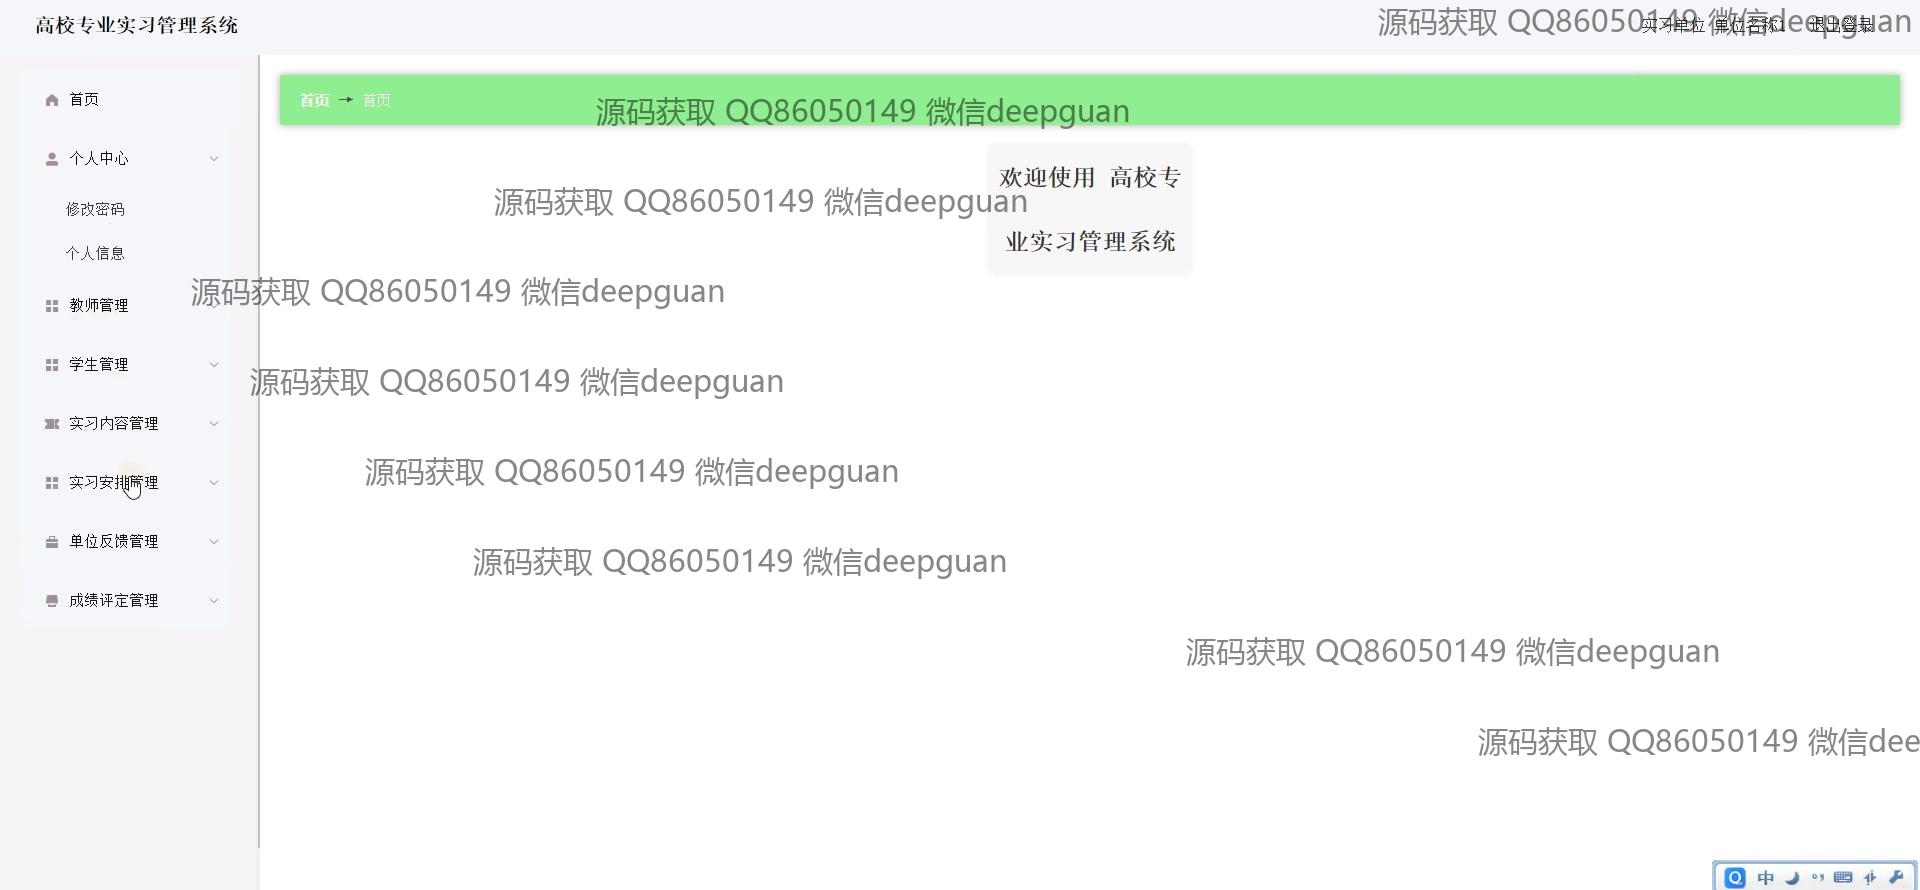 高校专业实习管理系统
源码获取 QQ86050149 微信deepguan
实习单位 单位名称1 退出登录
首页
首页 → 首页
源码获取 QQ86050149 微信deepguan
个人中心
欢迎使用 高校专
源码获取 QQ86050149 微信deepguan
修改密码
业实习管理系统
个人信息
源码获取 QQ86050149 微信deepguan
教师管理
学生管理
源码获取 QQ86050149 微信deepguan
实习内容管理
源码获取 QQ86050149 微信deepguan
实习安排管理
单位反馈管理
源码获取 QQ86050149 微信deepguan
成绩评定管理
源码获取 QQ86050149 微信deepguan
源码获取 QQ86050149 微信dee
中